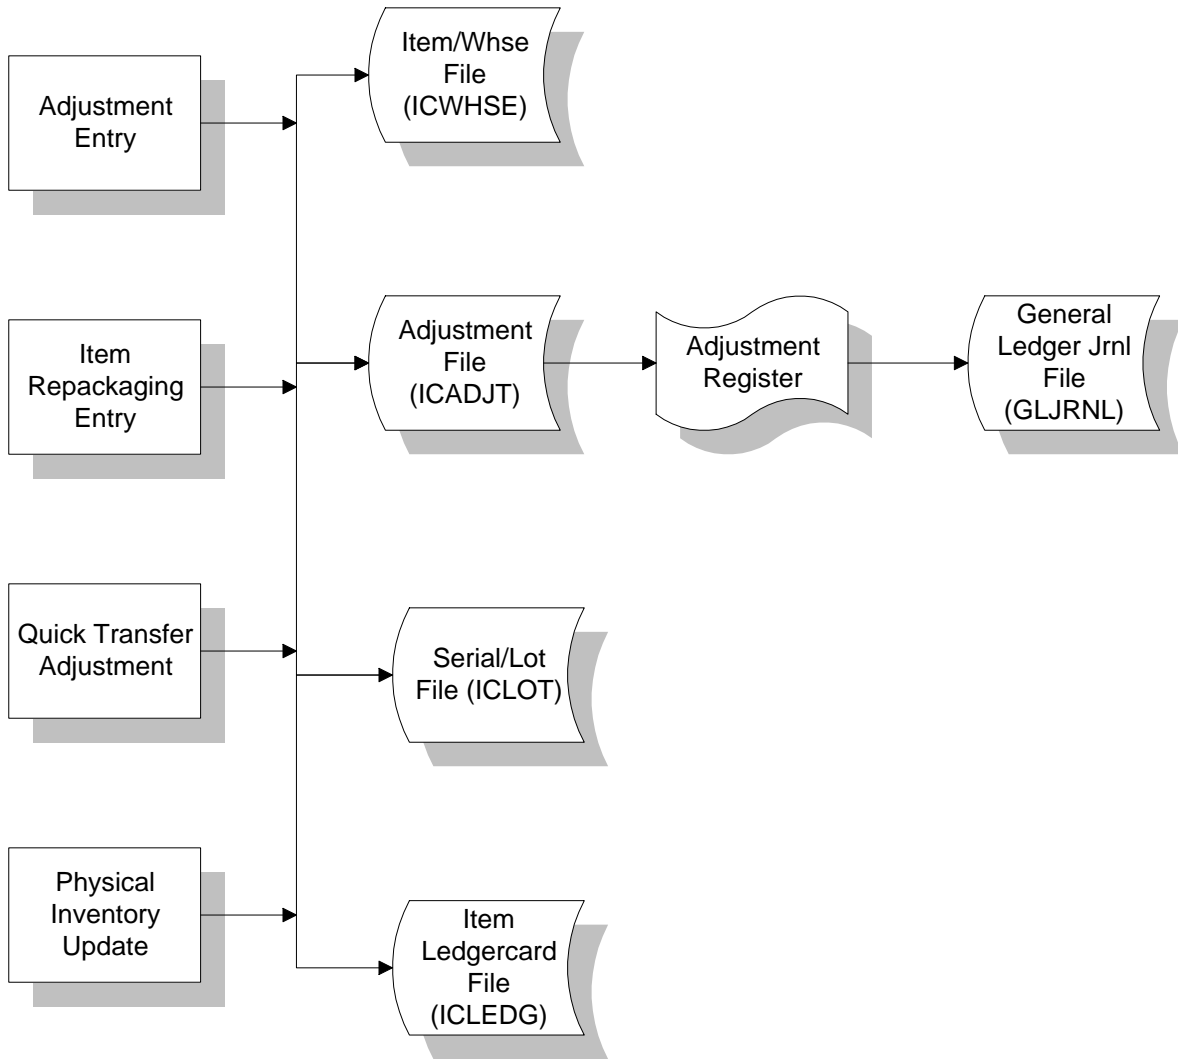 Adjustment
Entry
Item/Whse
File
(ICWHSE)
Item
Repackaging
Entry
Adjustment
File
(ICADJT)
Adjustment
Register
General
Ledger Jrnl
File
(GLJRNL)
Quick Transfer
Adjustment
Serial/Lot
File (ICLOT)
Physical
Inventory
Update
Item
Ledgercard
File
(ICLEDG)